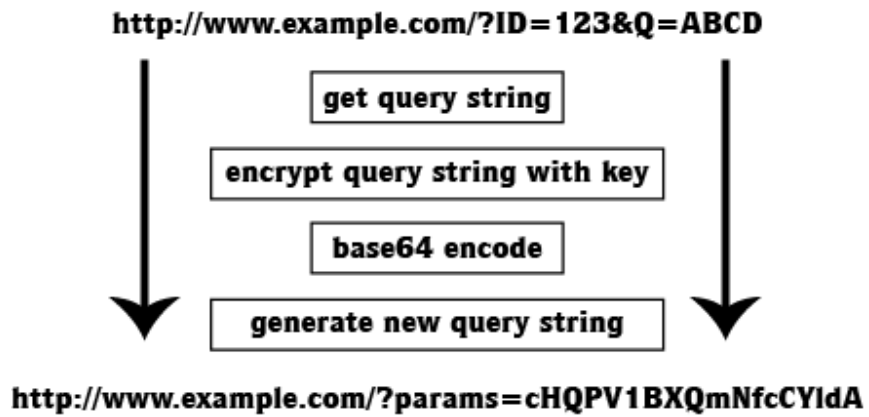 http://www.example.com/?ID=123&Q=ABCD
get query string
encrypt query string with key
base64 encode
generate new query string
http://www.example.com/?params=cHQPV1BXQmNfcCYldA